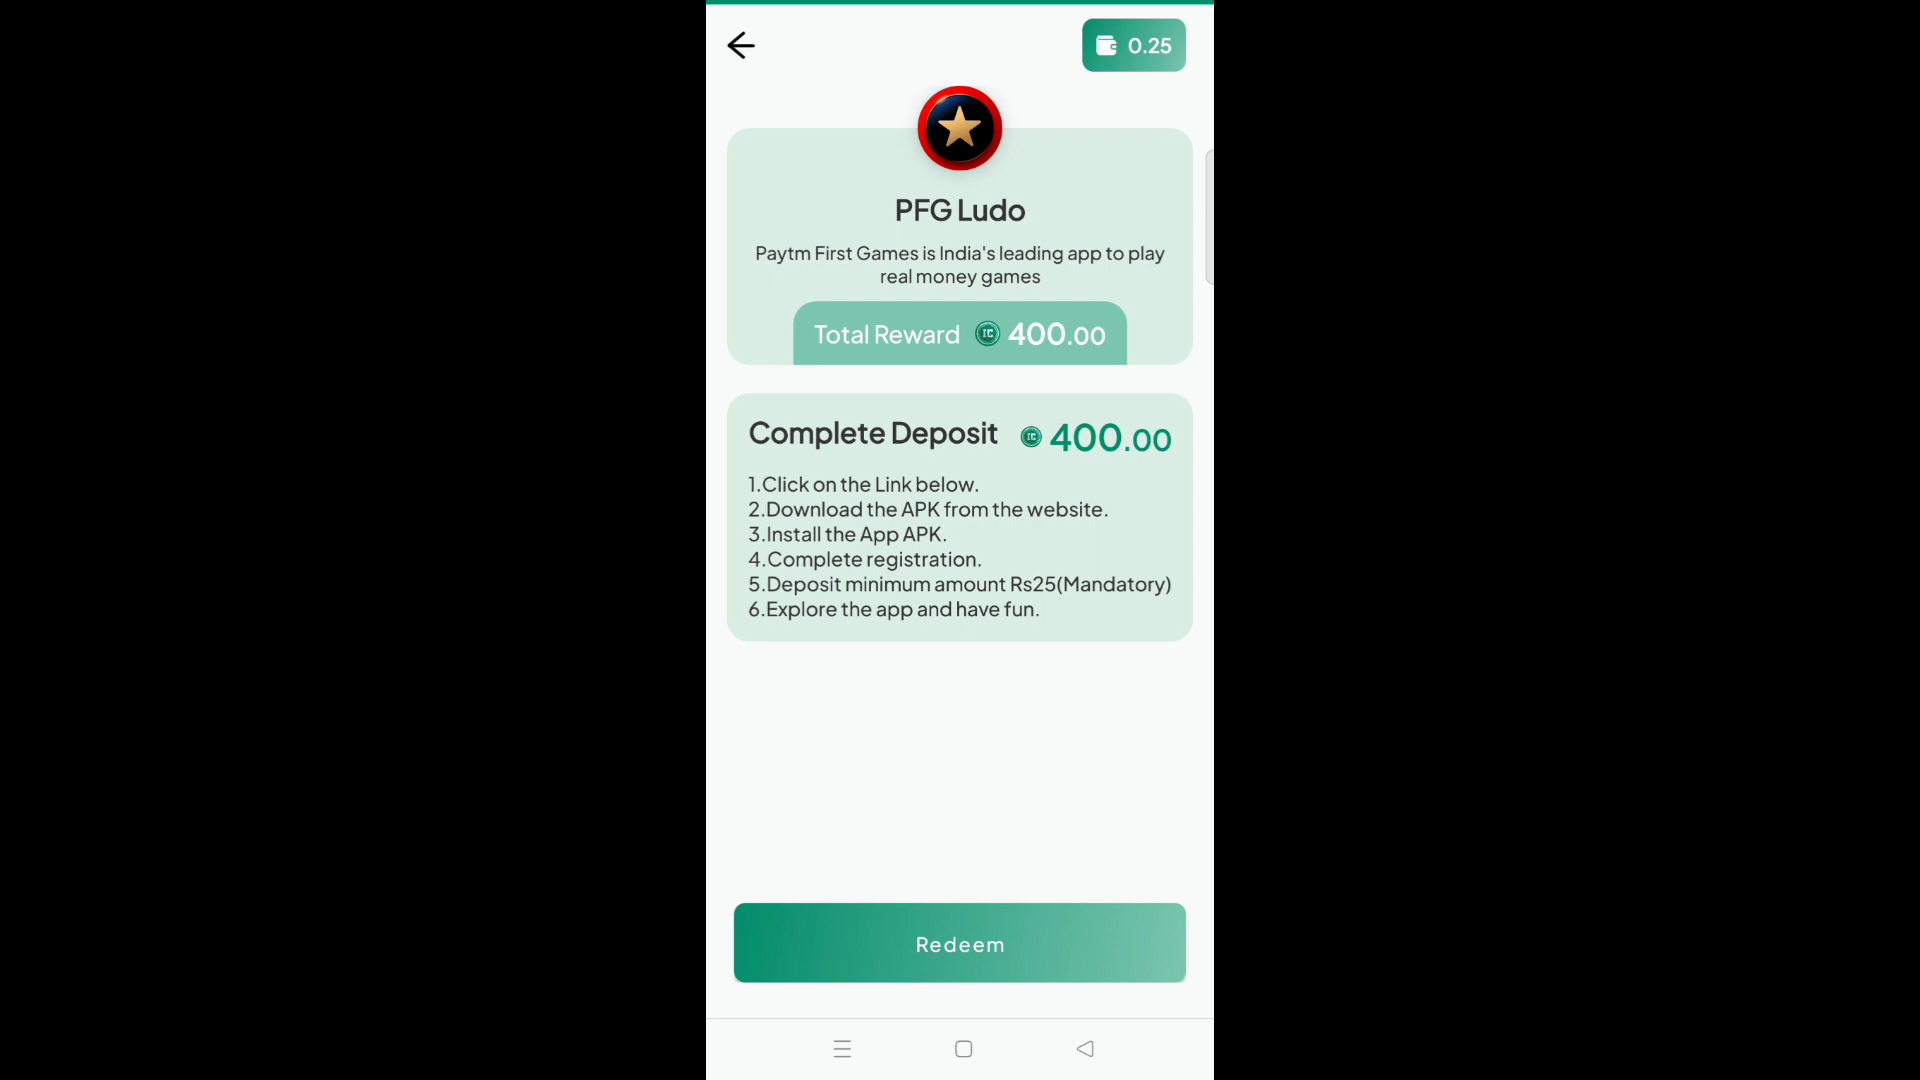 0.25
PFG Ludo
Paytm First Games is India's leading app to play
real money games
Total Reward IC 400.00
Complete Deposit IC 400.00
1.Click on the Link below.
2.Download the APK from the website.
3.Install the App APK.
4.Complete registration.
5.Deposit minimum amount Rs25(Mandatory)
6.Explore the app and have fun.
Redeem